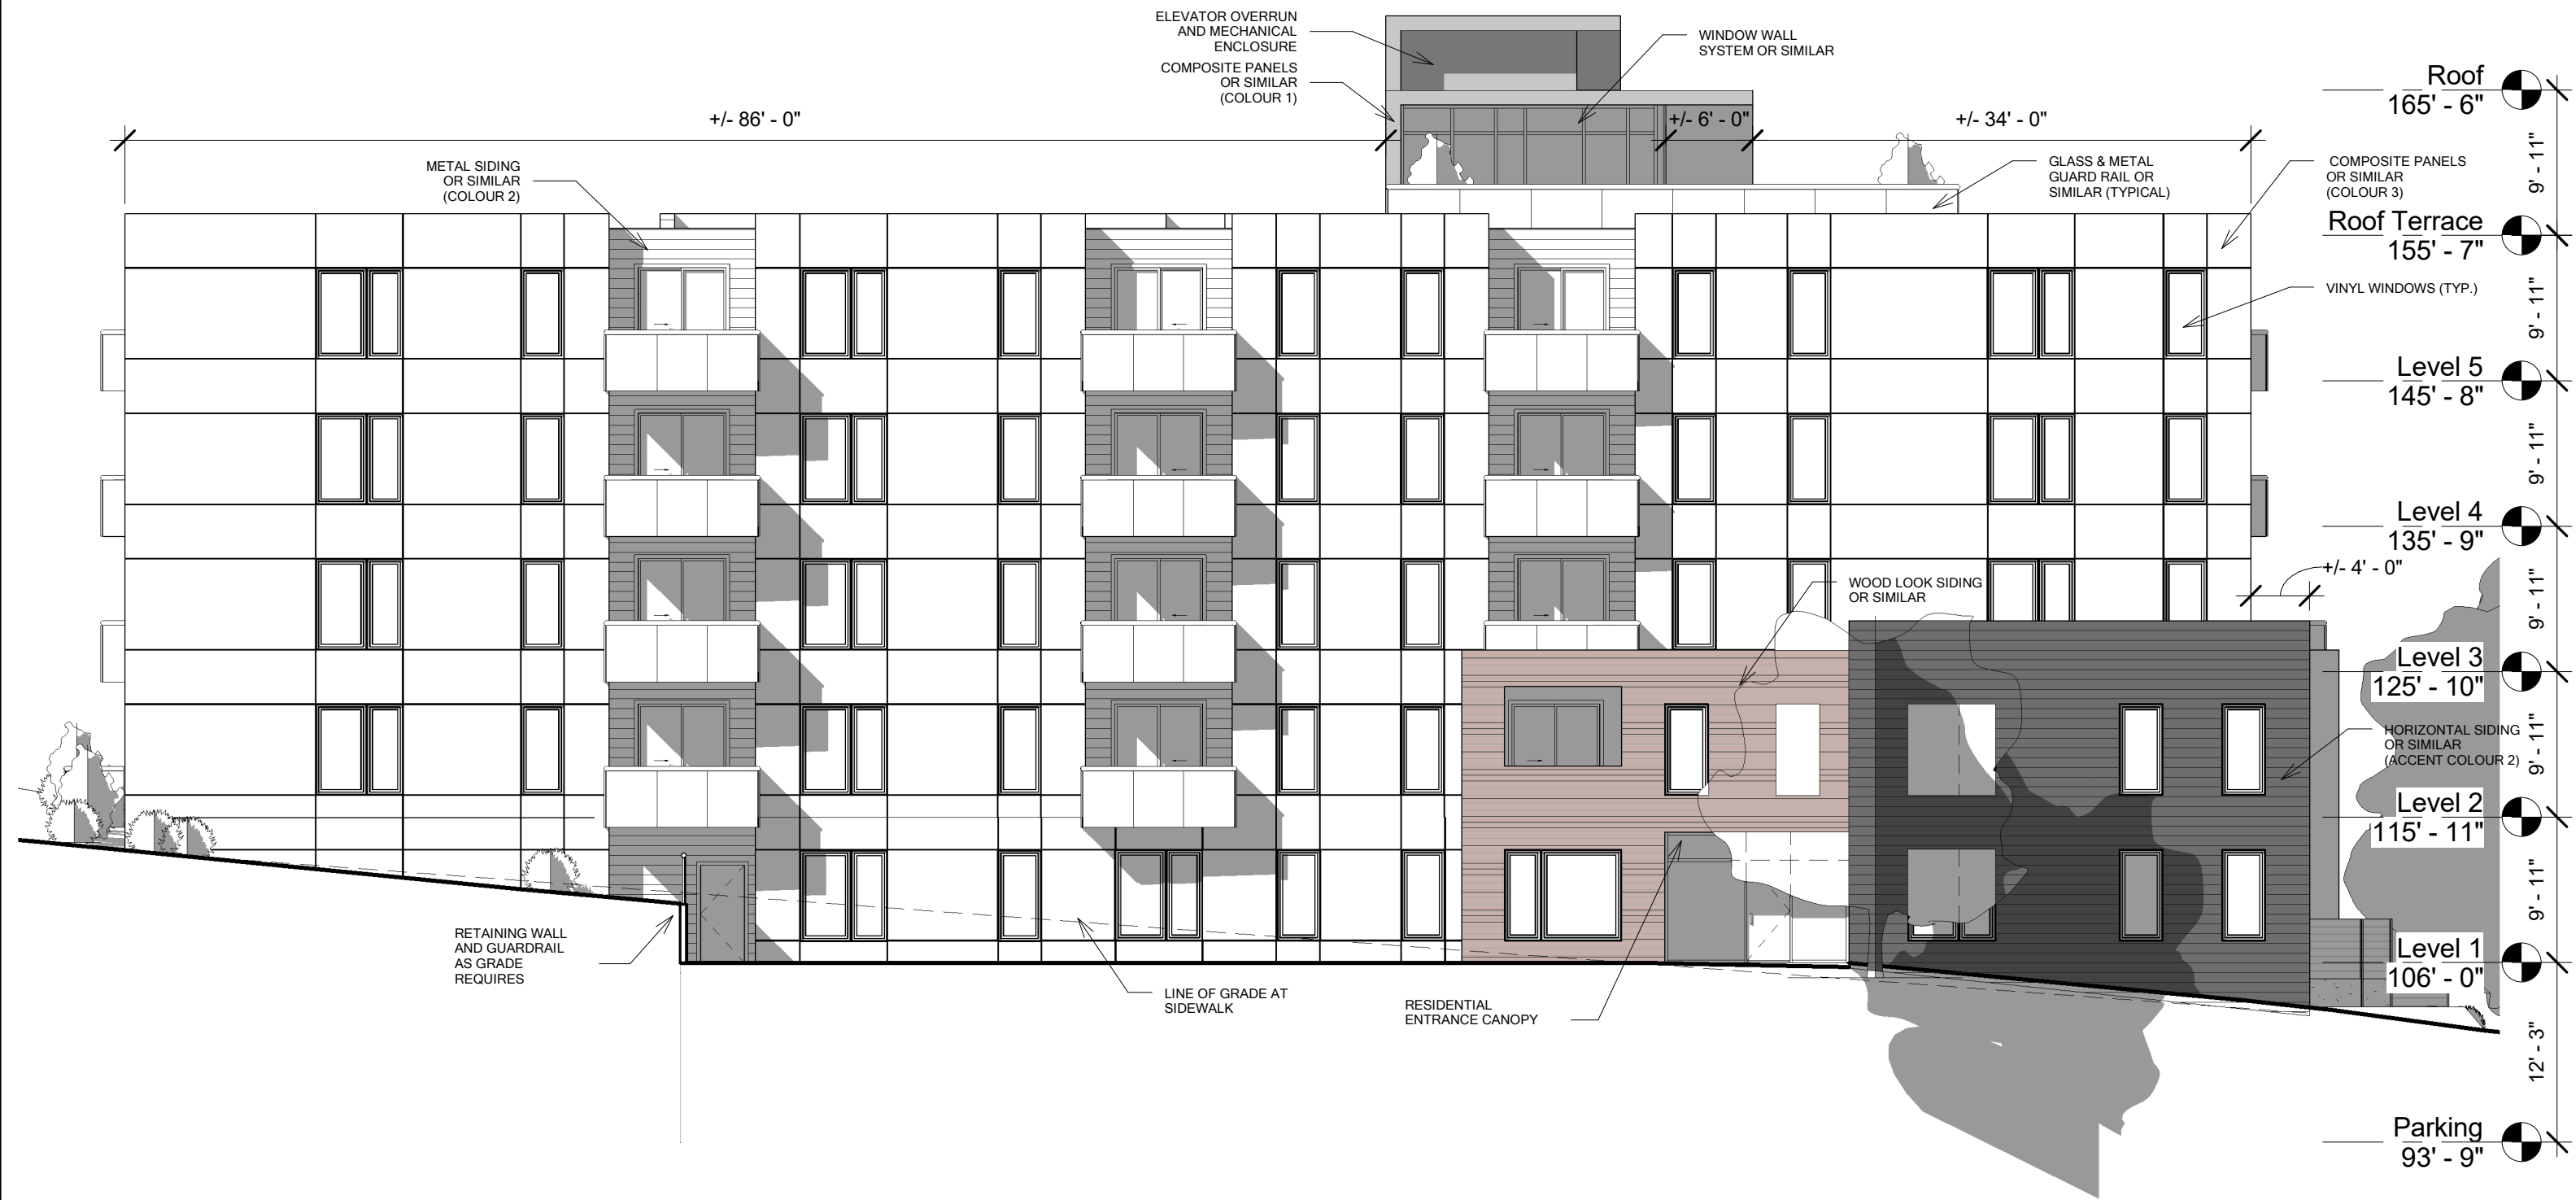 ELEVATOR OVERRUN
AND MECHANICAL
ENCLOSURE
COMPOSITE PANELS
OR SIMILAR
(COLOUR 1)
WINDOW WALL
SYSTEM OR SIMILAR
+/- 86' - 0"
+/- 6' - 0"
+/- 34' - 0"
METAL SIDING
OR SIMILAR
(COLOUR 2)
GLASS & METAL
GUARD RAIL OR
SIMILAR (TYPICAL)
COMPOSITE PANELS
OR SIMILAR
(COLOUR 3)
VINYL WINDOWS (TYP.)
+/- 4' - 0"
WOOD LOOK SIDING
OR SIMILAR
HORIZONTAL SIDING
OR SIMILAR
(ACCENT COLOUR 2)
RETAINING WALL
AND GUARDRAIL
AS GRADE
REQUIRES
LINE OF GRADE AT
SIDEWALK
RESIDENTIAL
ENTRANCE CANOPY
Roof
165' - 6"
9' - 11"
Roof Terrace
155' - 7"
9' - 11"
Level 5
145' - 8"
9' - 11"
Level 4
135' - 9"
9' - 11"
Level 3
125' - 10"
9' - 11"
Level 2
115' - 11"
9' - 11"
Level 1
106' - 0"
12' - 3"
Parking
93' - 9"